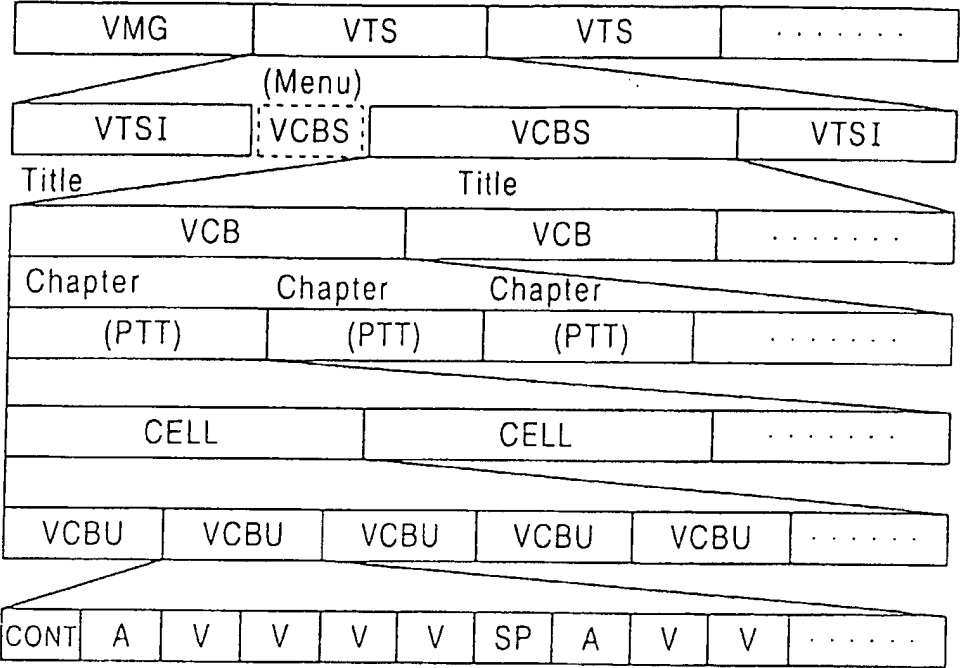 VMG VTS VTS .......
(Menu)
VTSI VCBS VCBS VTSI
Title Title
VCB VCB .......
Chapter Chapter Chapter
(PTT) (PTT) (PTT) .......
CELL CELL .......
VCBU VCBU VCBU VCBU VCBU ......
CONT A V V V V SP A V V ......